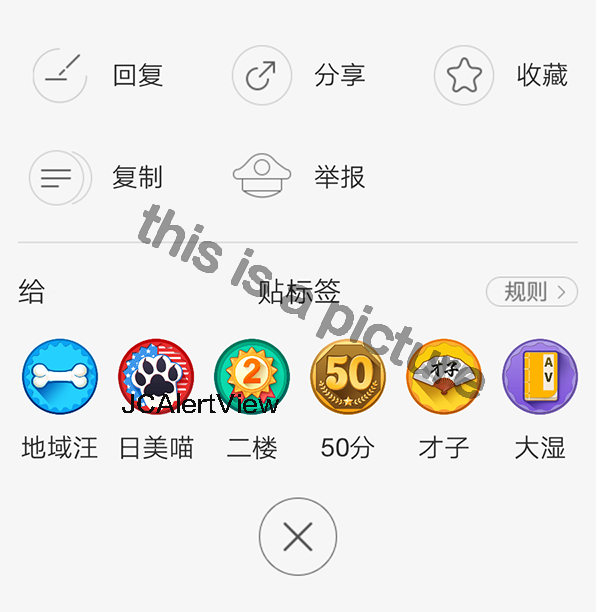 回复 分享 收藏
复制 举报
this is a picture
给 贴标签 规则
2 50 才子 AV
JCAlertView
地域汪 日美喵 二楼 50分 才子 大湿